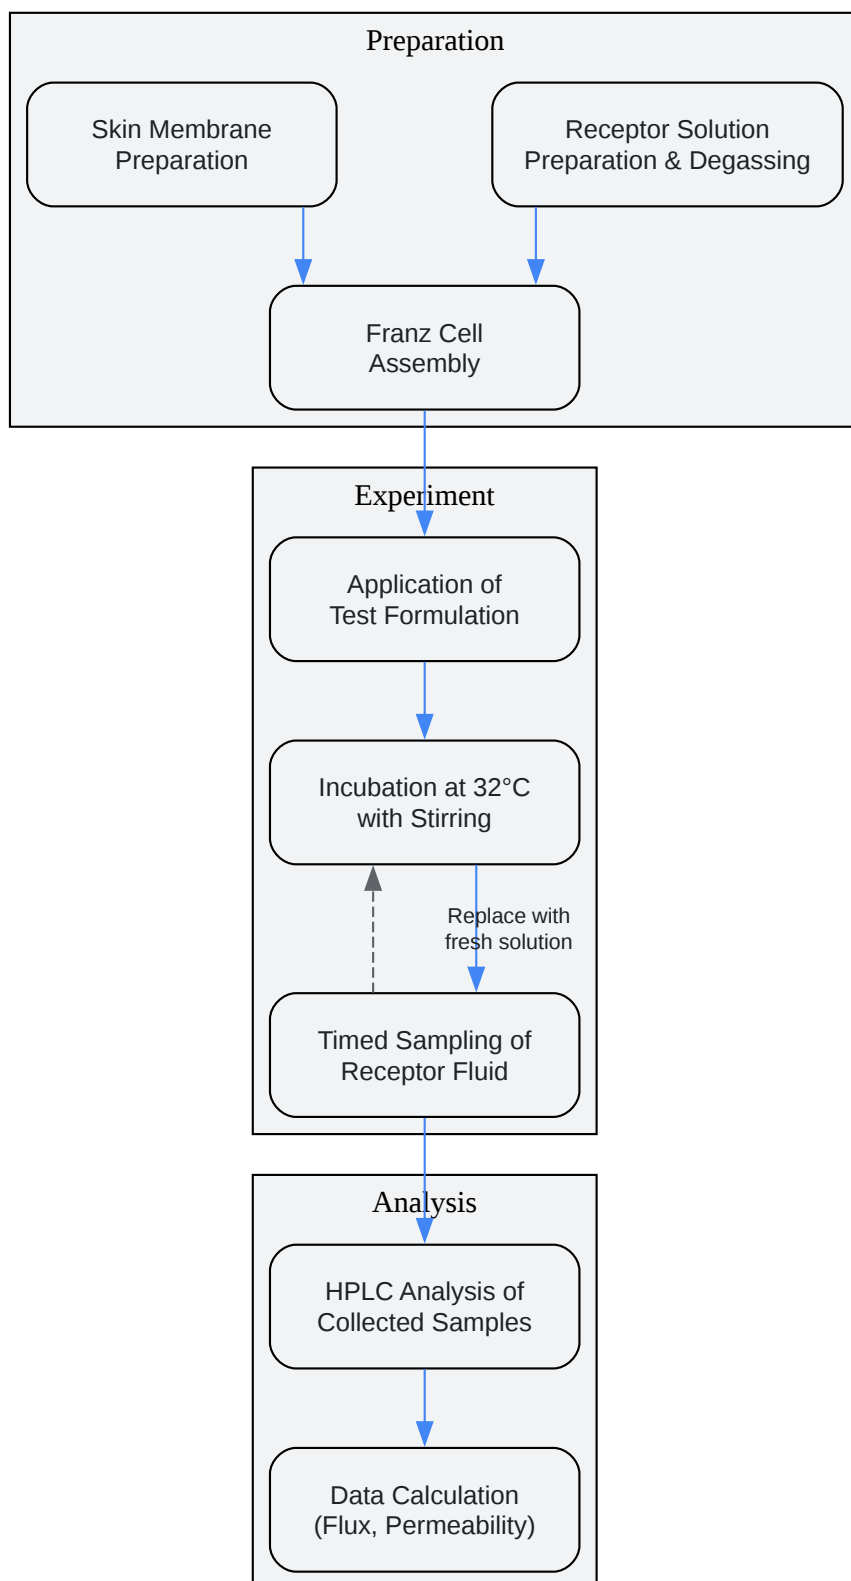 Preparation
Skin Membrane
Preparation
Receptor Solution
Preparation & Degassing
Franz Cell
Assembly
Experiment
Application of
Test Formulation
Incubation at 32°C
with Stirring
Replace with
fresh solution
Timed Sampling of
Receptor Fluid
Analysis
HPLC Analysis of
Collected Samples
Data Calculation
(Flux, Permeability)